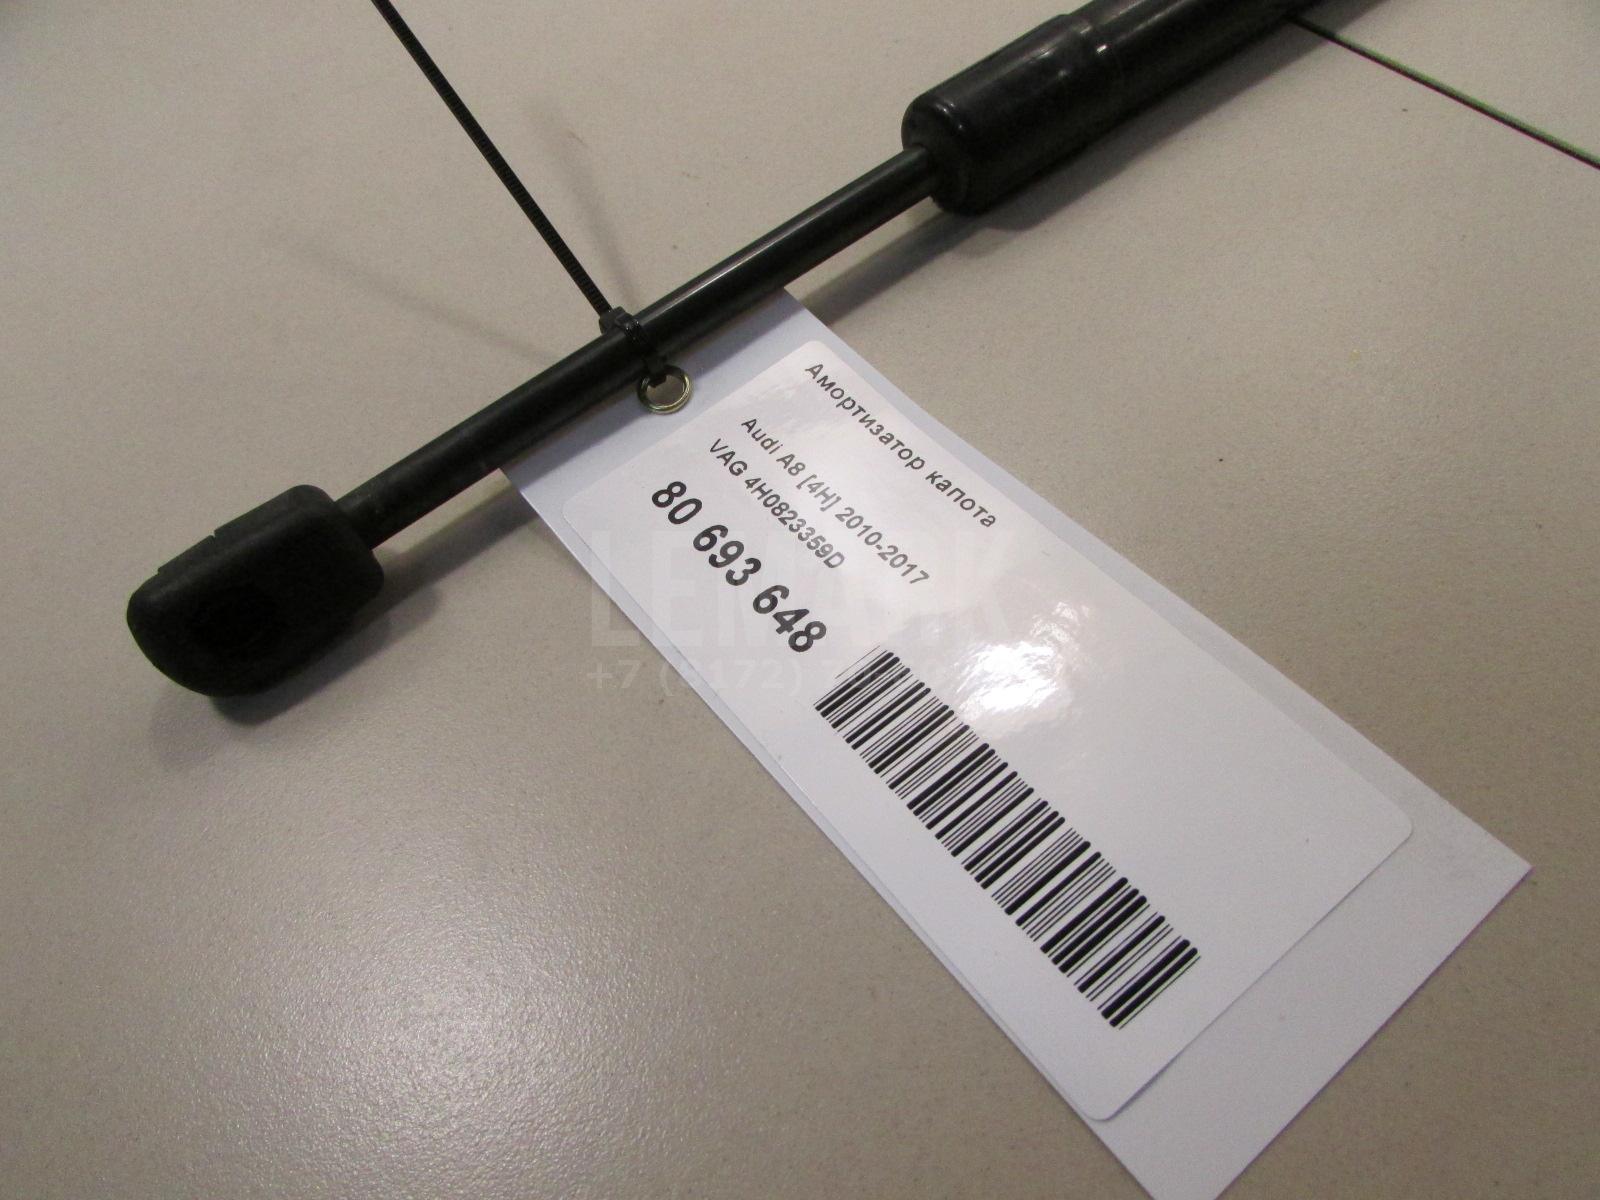 Амортизатор капота
Audi A8 [4H] 2010-2017
VAG 4H0823359D
80 693 648